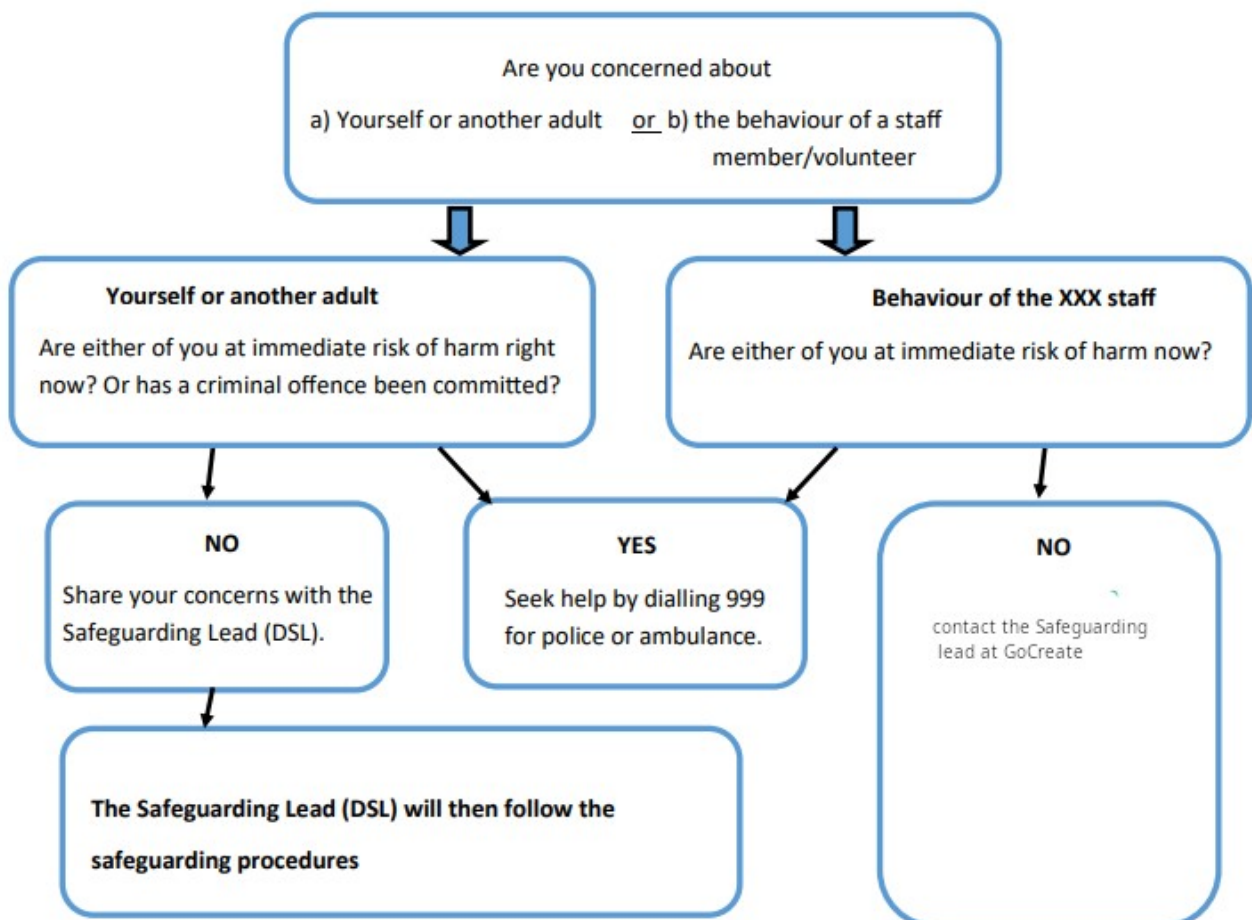 Are you concerned about
a) Yourself or another adult or b) the behaviour of a staff
member/volunteer
Yourself or another adult
Are either of you at immediate risk of harm right
now? Or has a criminal offence been committed?
Behaviour of the XXX staff
Are either of you at immediate risk of harm now?
NO
Share your concerns with the
Safeguarding Lead (DSL).
YES
Seek help by dialling 999
for police or ambulance.
NO
contact the Safeguarding
lead at GoCreate
The Safeguarding Lead (DSL) will then follow the
safeguarding procedures